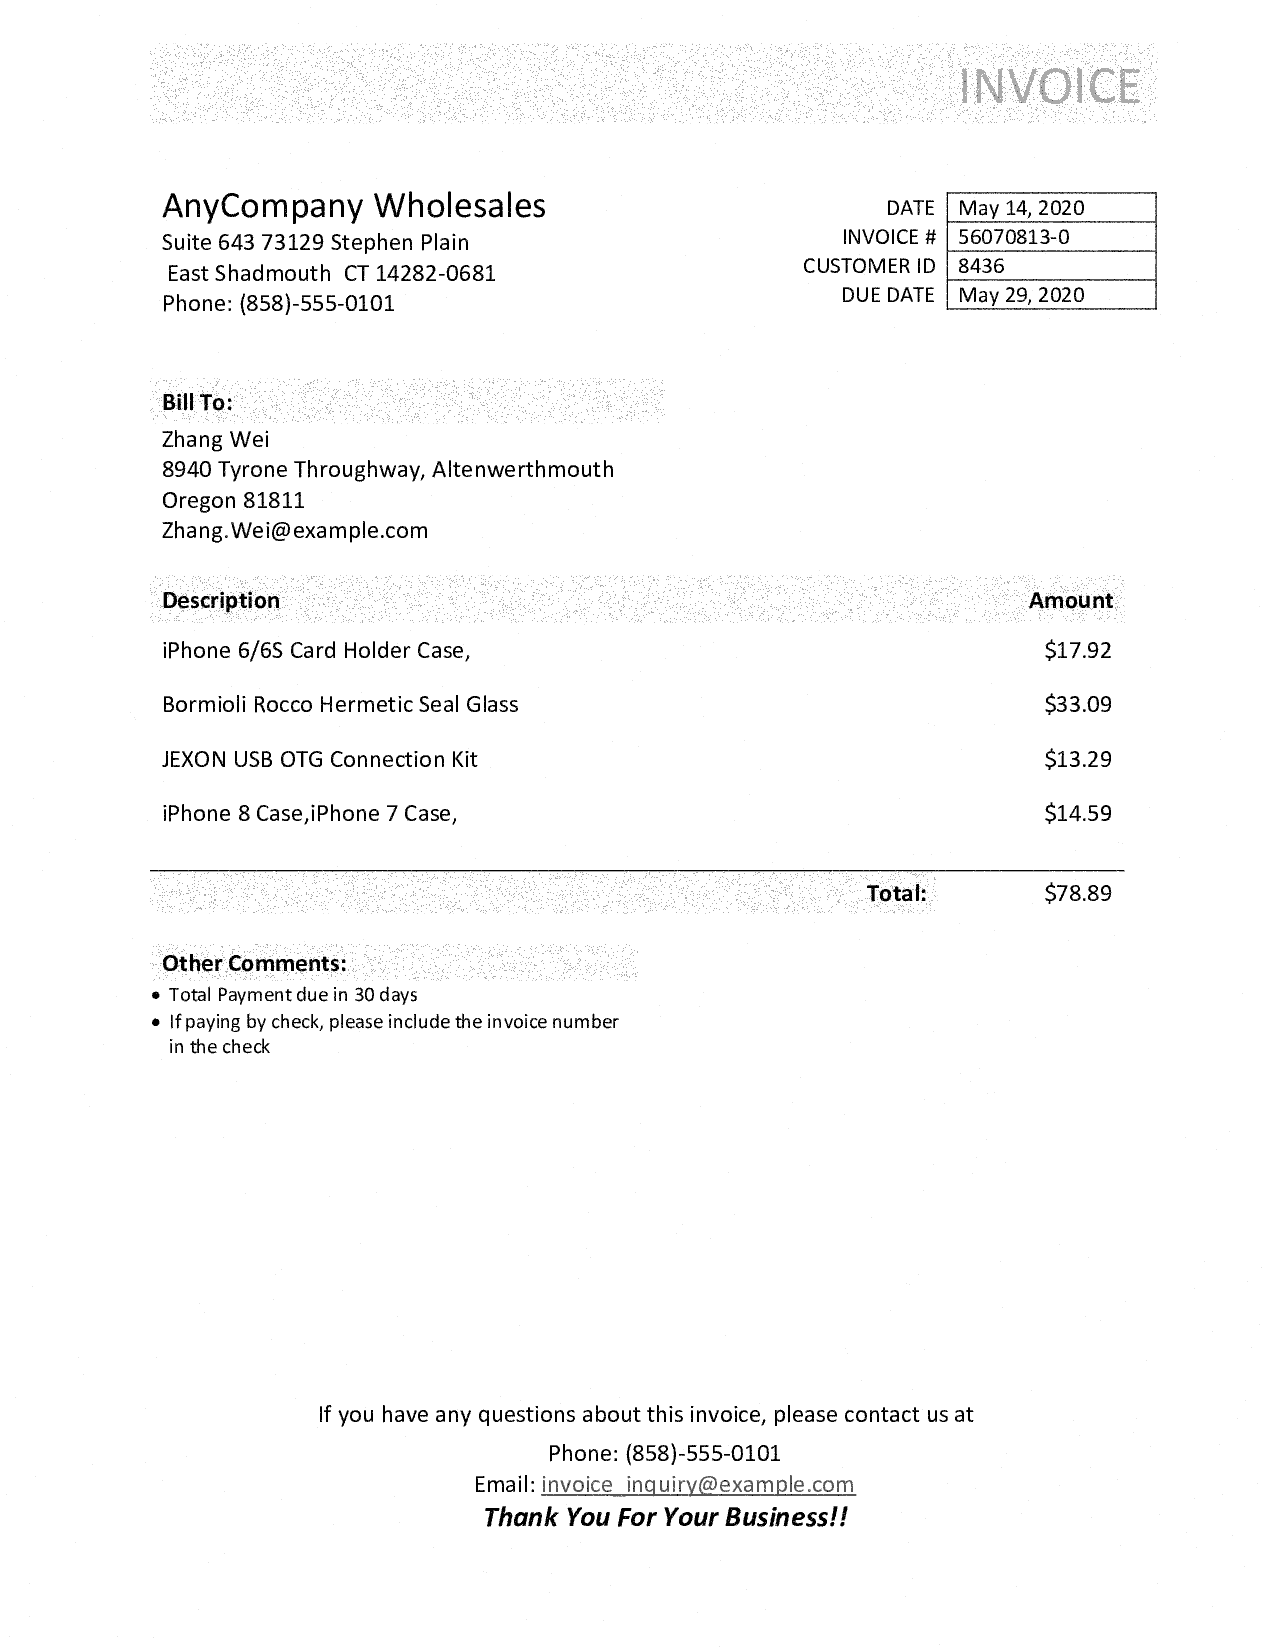 INVOICE
AnyCompany Wholesales
Suite 643 73129 Stephen Plain
East Shadmouth CT 14282-0681
Phone: (858)-555-0101
DATE May 14, 2020
INVOICE # 56070813-0
CUSTOMER ID 8436
DUE DATE May 29, 2020
Bill To:
Zhang Wei
8940 Tyrone Throughway, Altenwerthmouth
Oregon 81811
Zhang.Wei@example.com
Description Amount
iPhone 6/6S Card Holder Case, $17.92
Bormioli Rocco Hermetic Seal Glass $33.09
JEXON USB OTG Connection Kit $13.29
iPhone 8 Case,iPhone 7 Case, $14.59
Total: $78.89
Other Comments:
• Total Payment due in 30 days
• If paying by check, please include the invoice number
in the check
If you have any questions about this invoice, please contact us at
Phone: (858)-555-0101
Email: invoice_inquiry@example.com
Thank You For Your Business!!